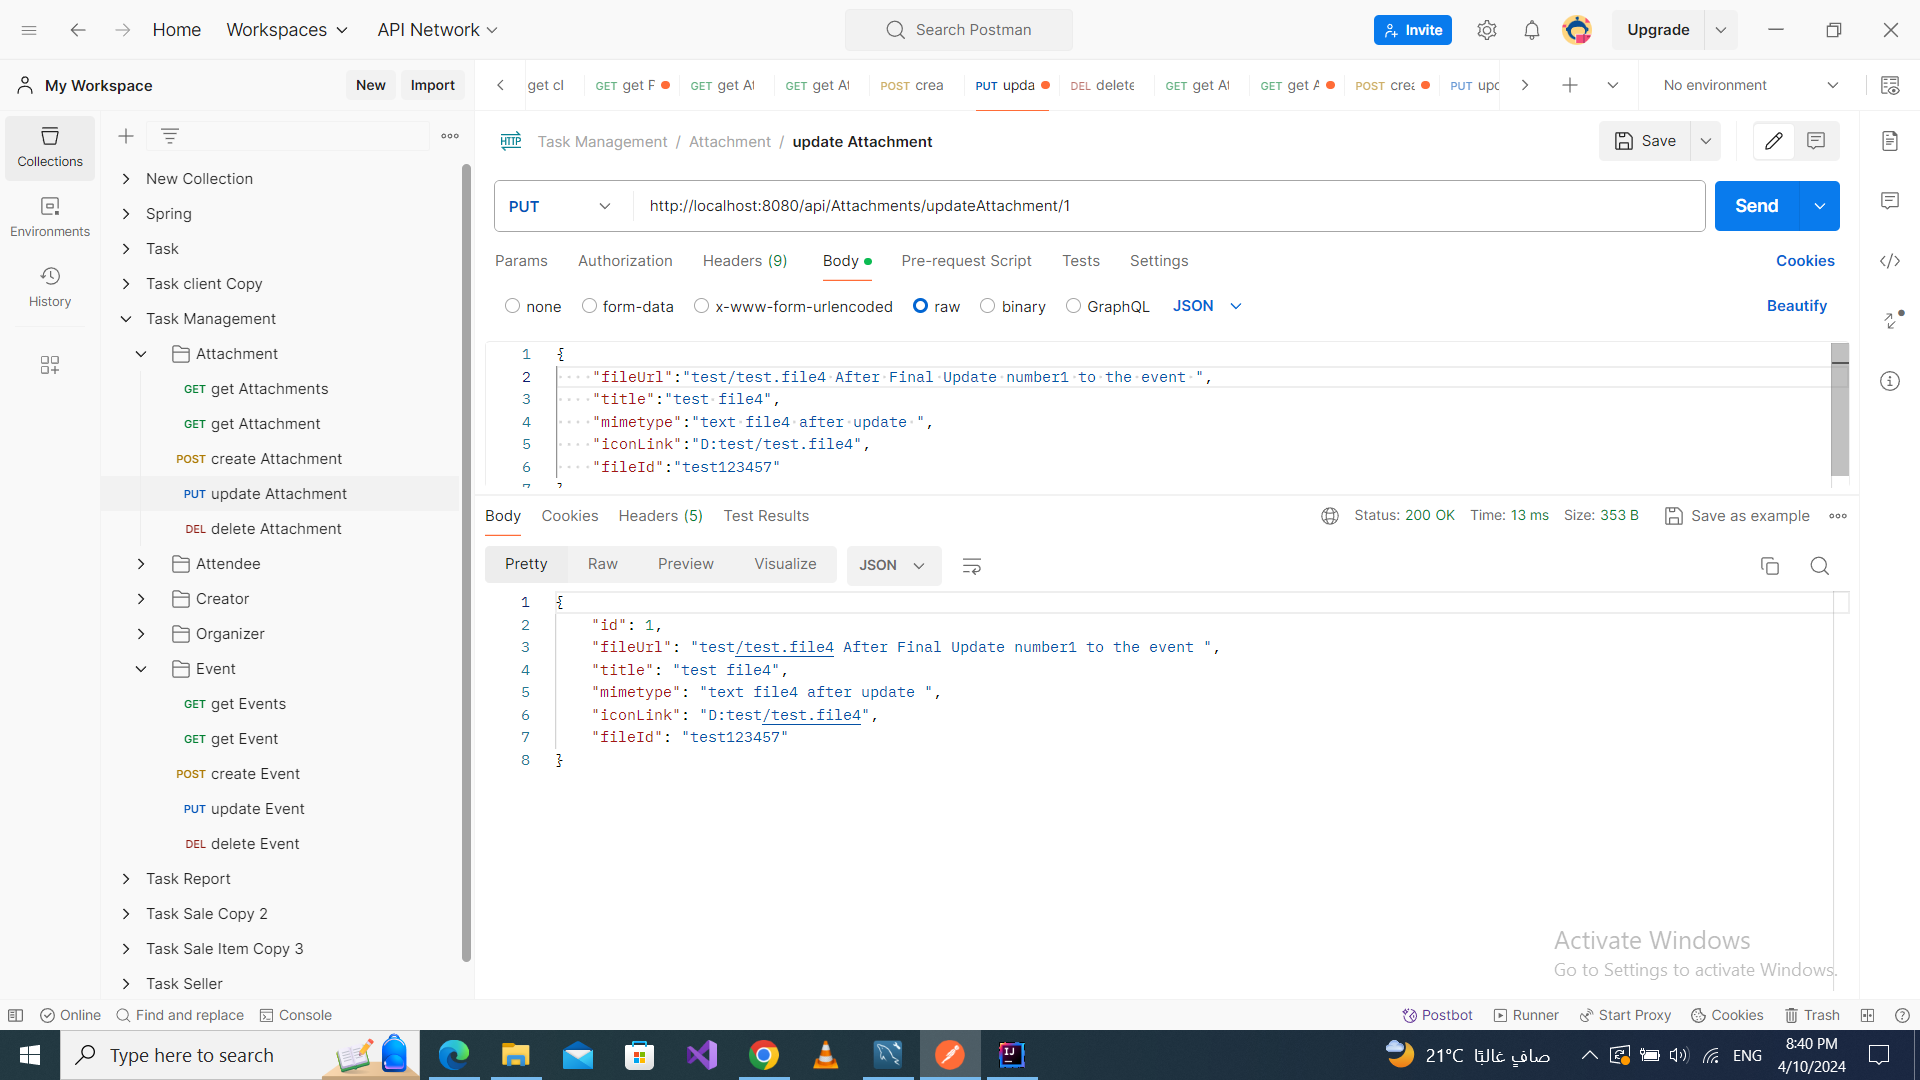 Home Workspaces API Network Search Postman Invite Upgrade
My Workspace New Import
get cl GET get F GET get At GET get At POST crea PUT upda DEL delete GET get At GET get A POST crea PUT upd No environment
HTTP Task Management / Attachment / update Attachment Save
PUT http://localhost:8080/api/Attachments/updateAttachment/1 Send
Params Authorization Headers (9) Body Pre-request Script Tests Settings Cookies
none form-data x-www-form-urlencoded raw binary GraphQL JSON Beautify
1 {
2 "fileUrl":"test/test.file4 After Final Update number1 to the event ",
3 "title":"test file4",
4 "mimetype":"text file4 after update ",
5 "iconLink":"D:test/test.file4",
6 "fileId":"test123457"
7 }
Body Cookies Headers (5) Test Results Status: 200 OK Time: 13 ms Size: 353 B Save as example
Pretty Raw Preview Visualize JSON
1 {
2 "id": 1,
3 "fileUrl": "test/test.file4 After Final Update number1 to the event ",
4 "title": "test file4",
5 "mimetype": "text file4 after update ",
6 "iconLink": "D:test/test.file4",
7 "fileId": "test123457"
8 }
Collections
Environments
History
New Collection
Spring
Task
Task client Copy
Task Management
Attachment
GET get Attachments
GET get Attachment
POST create Attachment
PUT update Attachment
DEL delete Attachment
Attendee
Creator
Organizer
Event
GET get Events
GET get Event
POST create Event
PUT update Event
DEL delete Event
Task Report
Task Sale Copy 2
Task Sale Item Copy 3
Task Seller
Activate Windows
Go to Settings to activate Windows.
Online Find and replace Console Postbot Runner Start Proxy Cookies Trash
Type here to search 21°C صافٍ غالبًا ENG 8:40 PM
4/10/2024